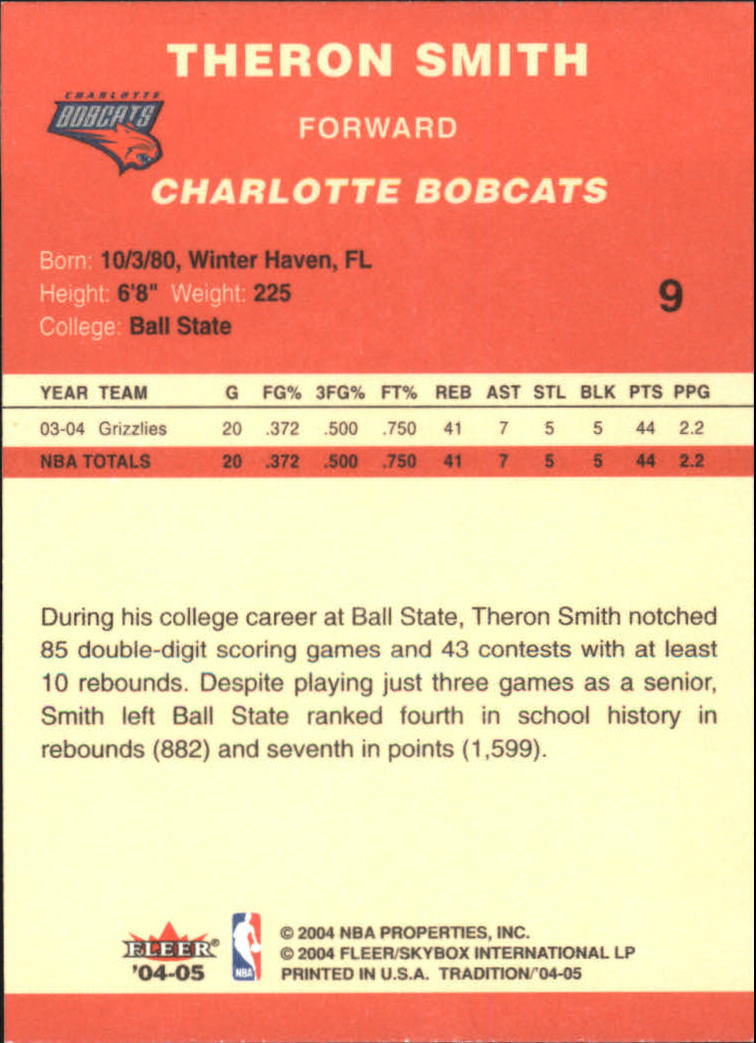 THERON SMITH
CHARLOTTE
BOBCATS
FORWARD
CHARLOTTE BOBCATS
Born: 10/3/80, Winter Haven, FL
Height: 6'8" Weight: 225
9
College: Ball State
YEAR TEAM G FG% 3FG% FT% REB AST STL BLK PTS PPG
03-04 Grizzlies 20 .372 .500 .750 41 7 5 5 44 2.2
NBA TOTALS 20 .372 .500 .750 41 7 5 5 44 2.2
During his college career at Ball State, Theron Smith notched
85 double-digit scoring games and 43 contests with at least
10 rebounds. Despite playing just three games as a senior,
Smith left Ball State ranked fourth in school history in
rebounds (882) and seventh in points (1,599).
FLEER®
'04-05
NBA
© 2004 NBA PROPERTIES, INC.
© 2004 FLEER/SKYBOX INTERNATIONAL LP
PRINTED IN U.S.A. TRADITION/'04-05